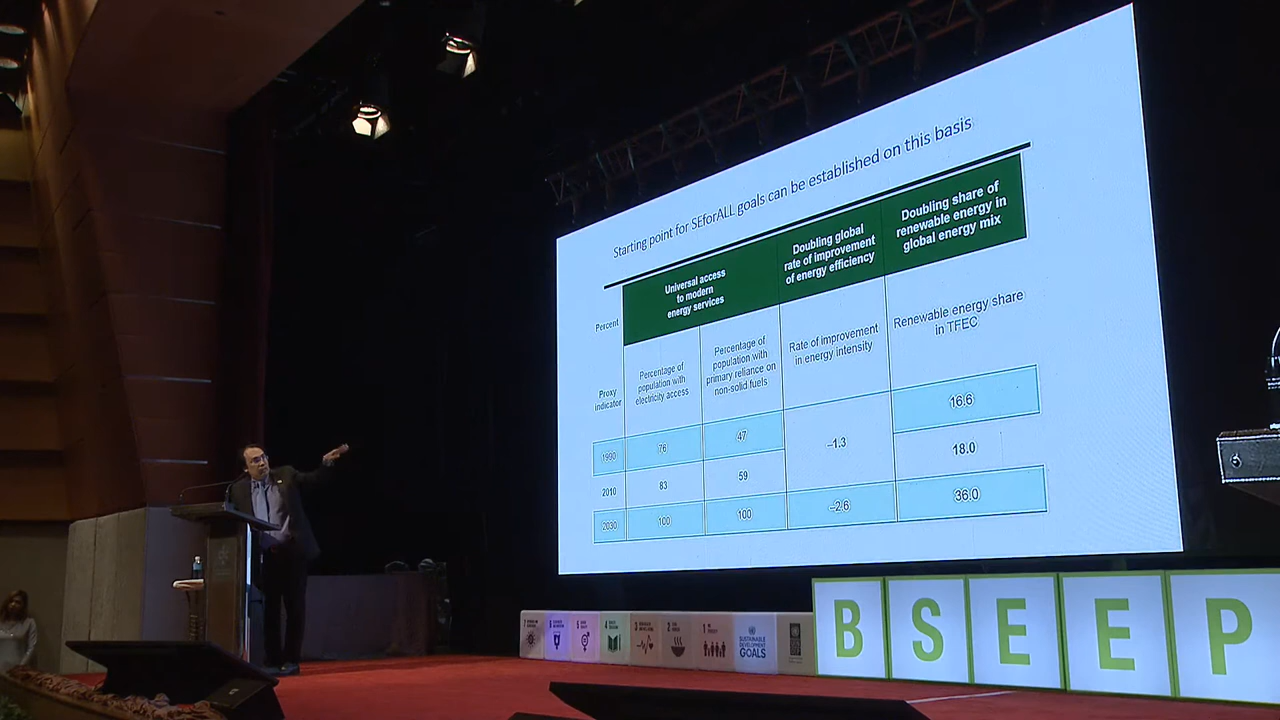 Starting point for SEforALL goals can be established on this basis
Percent
Universal access
to modern
energy services
Doubling global
rate of improvement
of energy efficiency
Doubling share of
renewable energy in
global energy mix
Proxy
indicator
Percentage of
population with
electricity access
Percentage of
population with
primary reliance on
non-solid fuels
Rate of improvement
in energy intensity
Renewable energy share
in TFEC
1990 76 47 –1.3 16.6
2010 83 59 18.0
2030 100 100 –2.6 36.0
SUSTAINABLE
DEVELOPMENT
GOALS
BSEEP